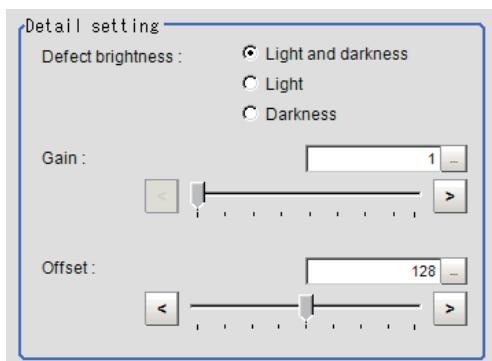 Detail setting
Defect brightness :
Light and darkness
Light
Darkness
Gain :
1 ...
< >
Offset :
128 ...
< >